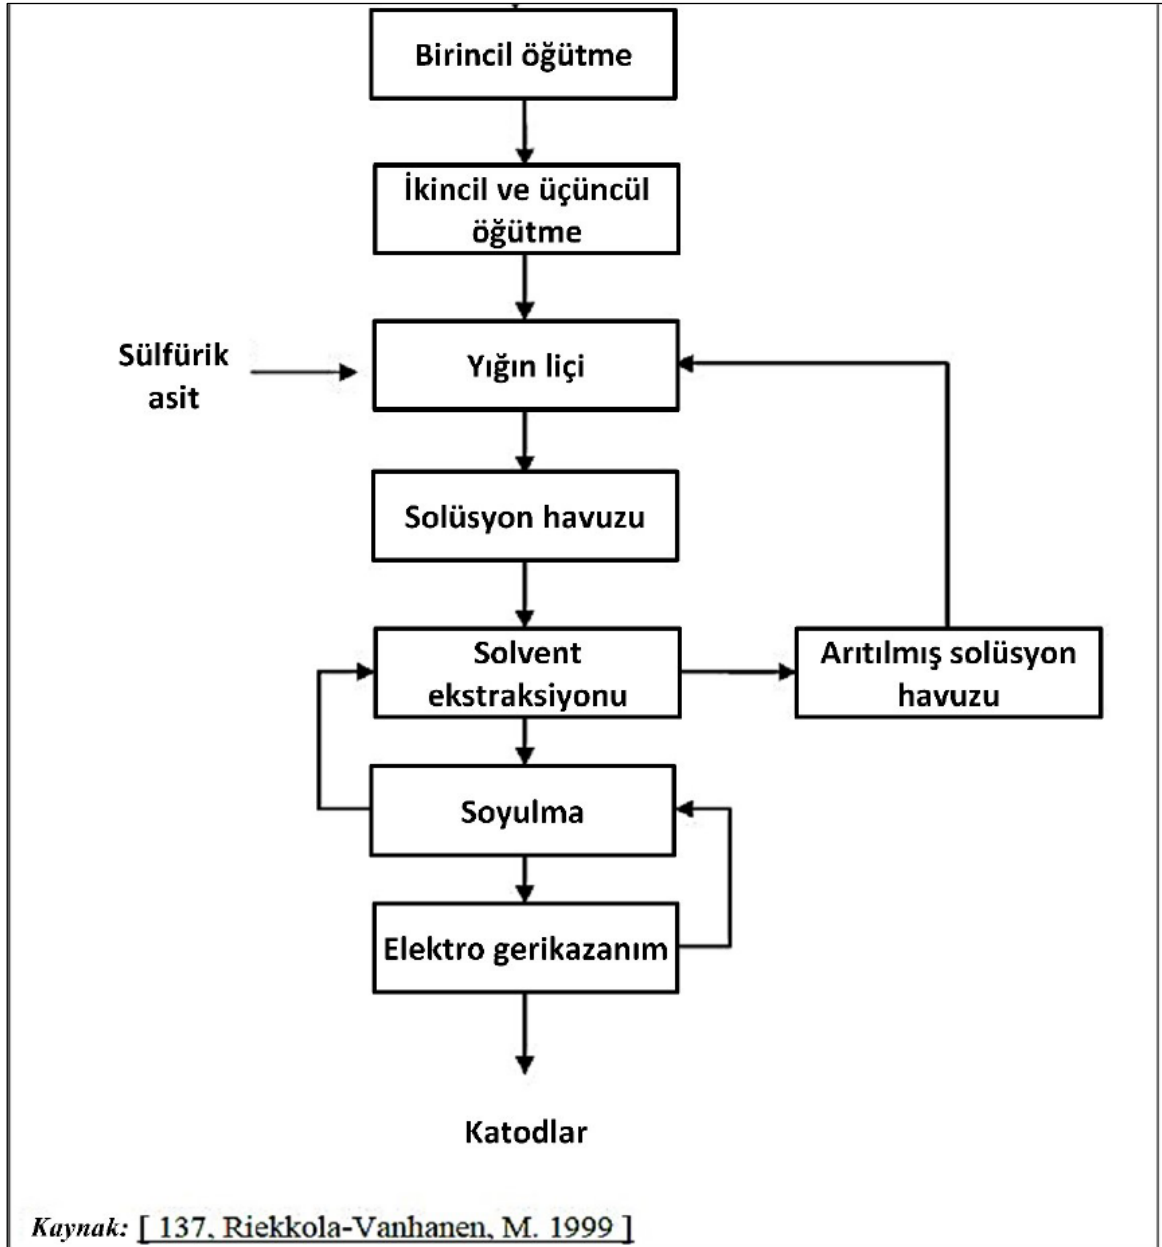 Birincil öğütme
İkincil ve üçüncül
öğütme
Sülfürik
asit
Yığın liçi
Solüsyon havuzu
Solvent
ekstraksiyonu
Arıtılmış solüsyon
havuzu
Soyulma
Elektro gerikazanım
Katodlar
Kaynak: [ 137, Riekkola-Vanhanen, M. 1999 ]